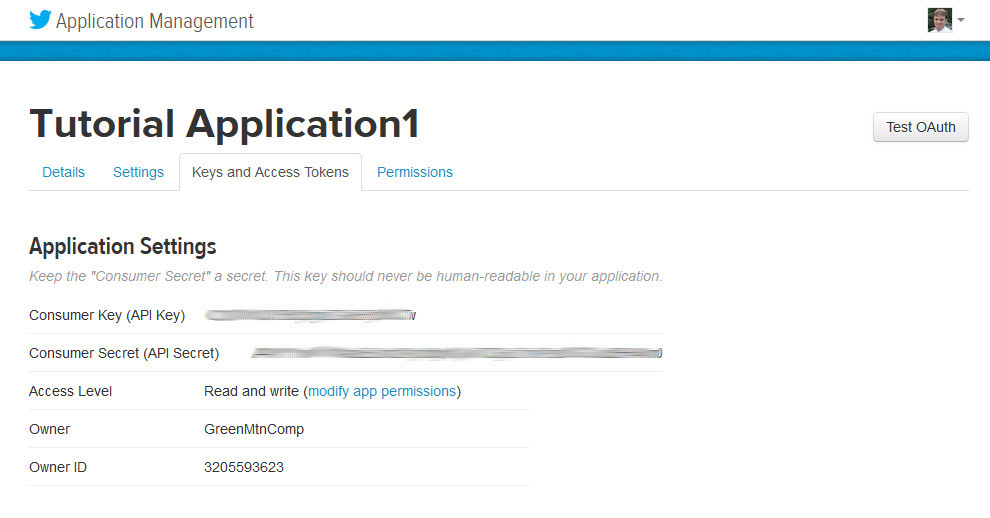 Application Management
Tutorial Application1
Test OAuth
Details Settings Keys and Access Tokens Permissions
Application Settings
Keep the "Consumer Secret" a secret. This key should never be human-readable in your application.
Consumer Key (API Key)
Consumer Secret (API Secret)
Access Level Read and write (modify app permissions)
Owner GreenMtnComp
Owner ID 3205593623